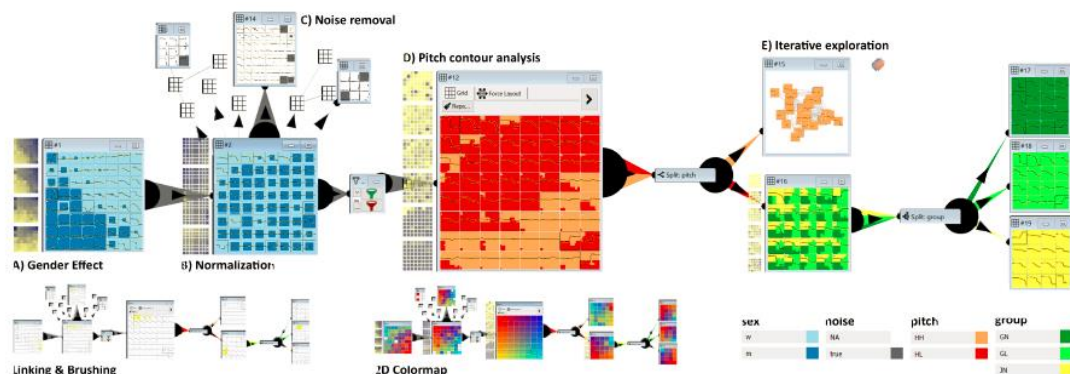 #14
C) Noise removal
D) Pitch contour analysis
E) Iterative exploration
#12
#15
#17
Grid
Force Layout
Reps...
#1
#2
#18
Split: pitch
#16
Split: group
#19
A) Gender Effect
B) Normalization
sex
noise
pitch
group
w
NA
HH
GN
m
true
HL
GL
JN
Linking & Brushing
2D Colormap